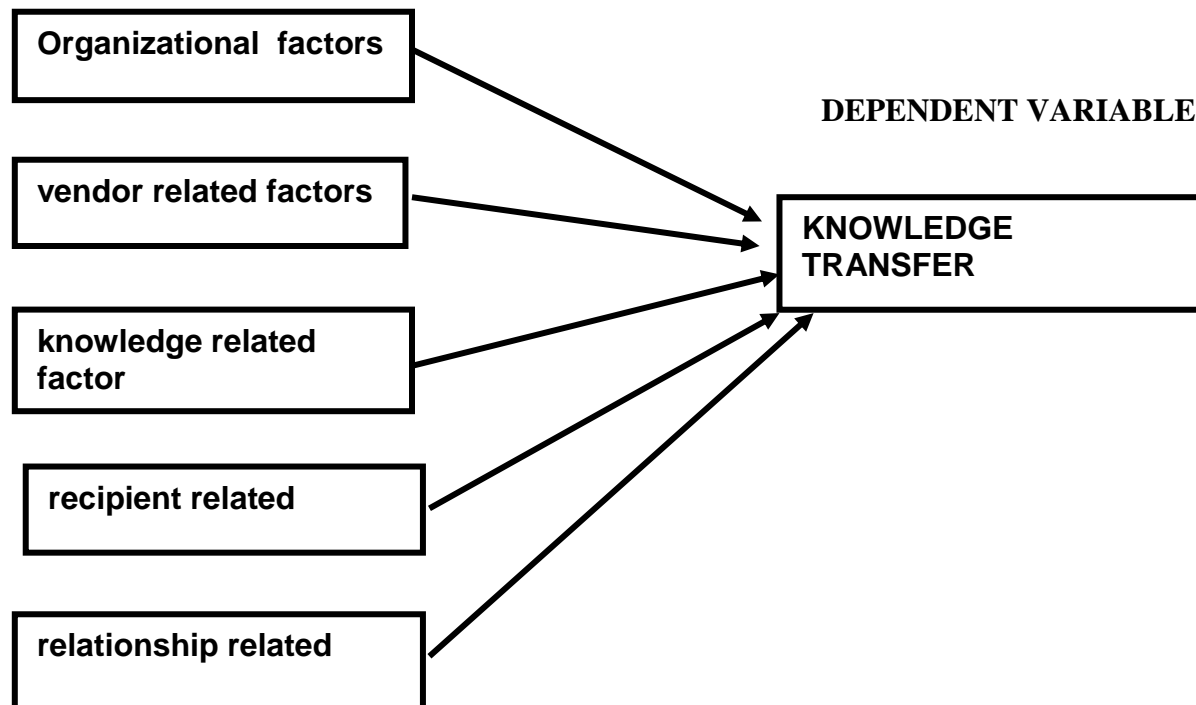 Organizational factors
DEPENDENT VARIABLE
vendor related factors
KNOWLEDGE
TRANSFER
knowledge related
factor
recipient related
relationship related